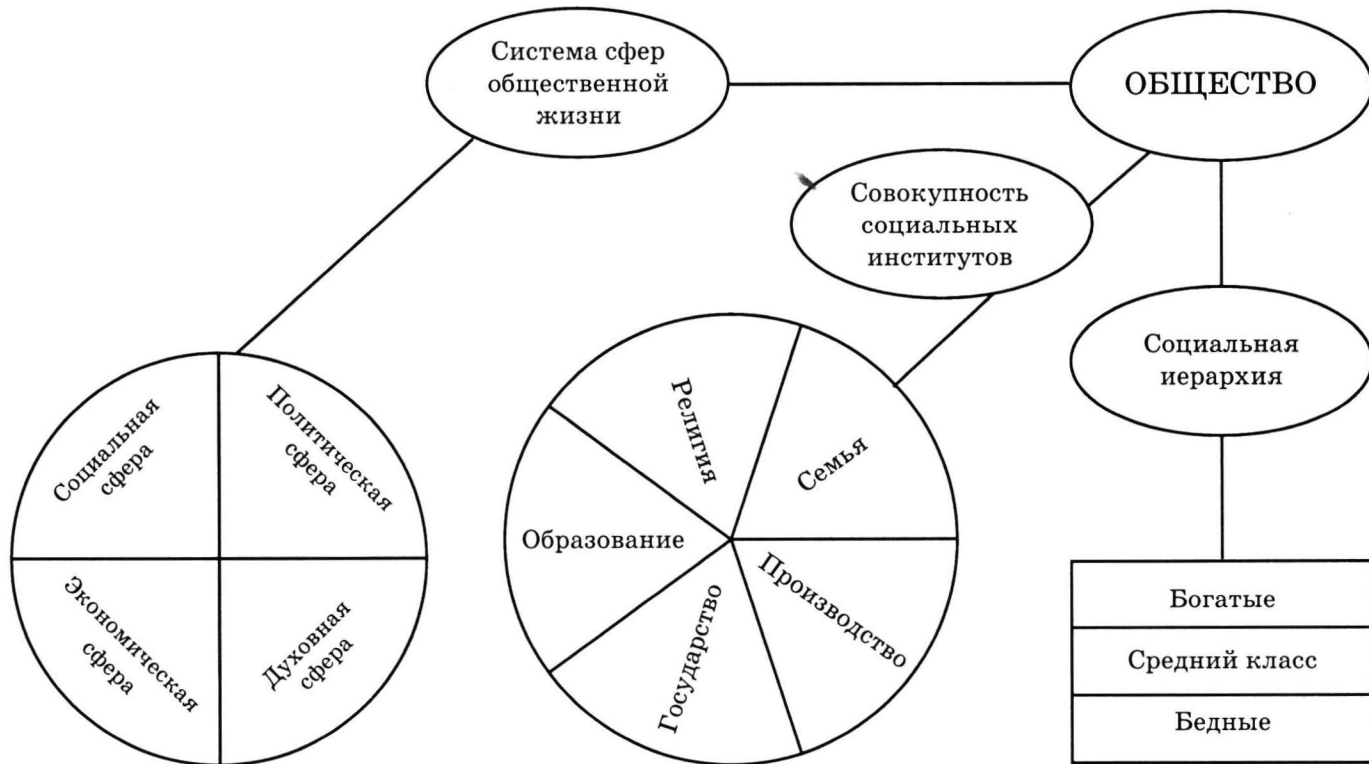 Система сфер
общественной
жизни
ОБЩЕСТВО
Совокупность
социальных
институтов
Социальная
иерархия
Социальная
сфера
Политическая
сфера
Экономическая
сфера
Духовная
сфера
Религия
Семья
Образование
Производство
Государство
Богатые
Средний класс
Бедные